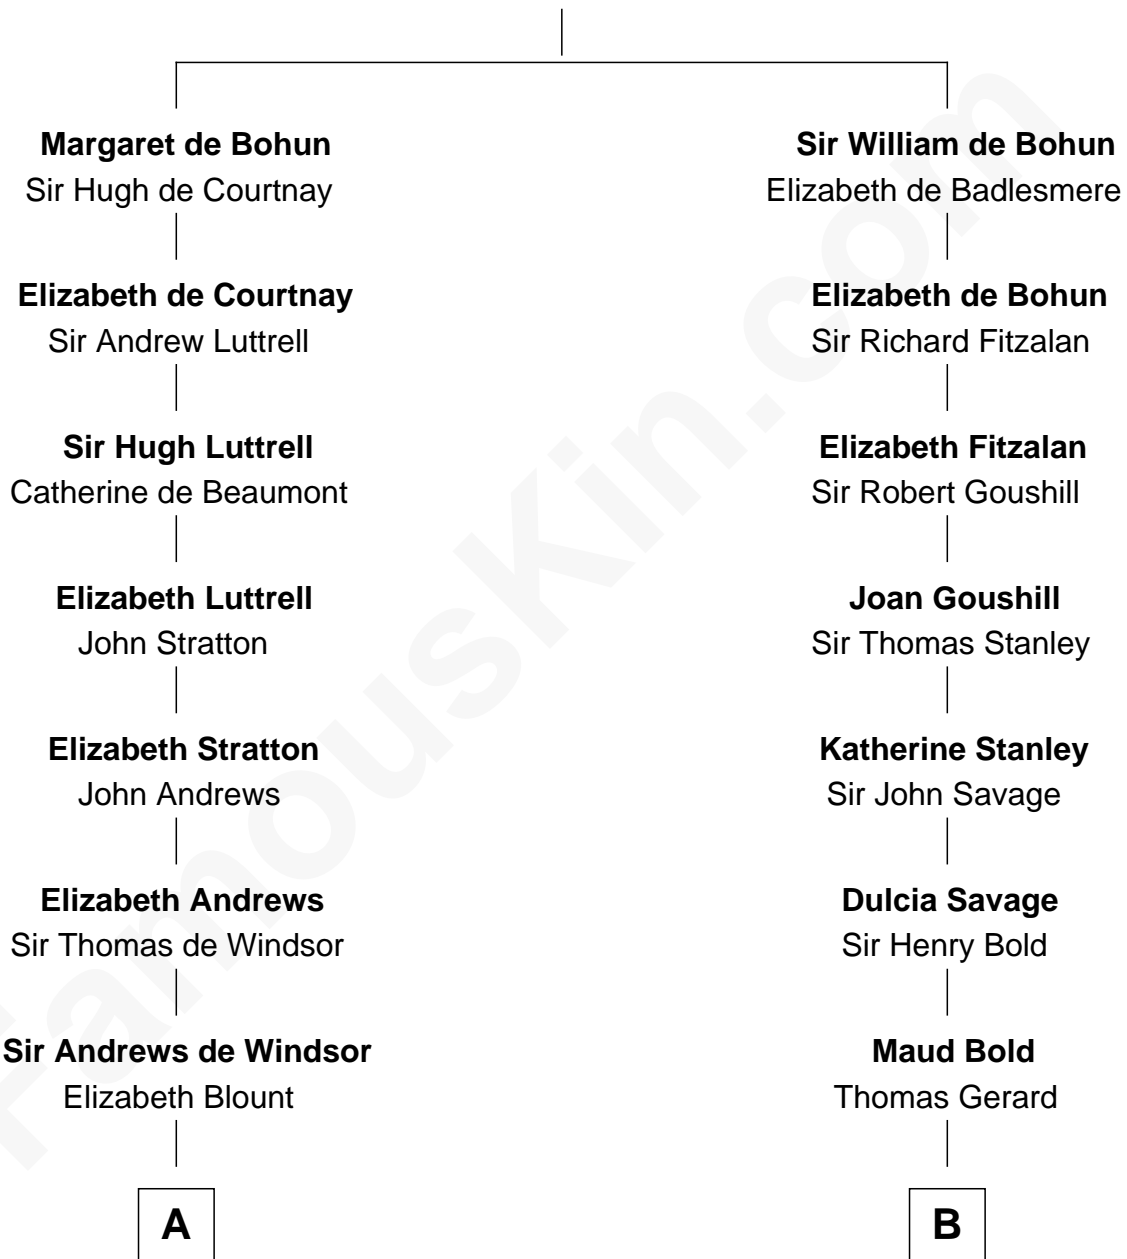 Margaret de Bohun
Sir Hugh de Courtnay
Elizabeth de Courtnay
Sir Andrew Luttrell
Sir Hugh Luttrell
Catherine de Beaumont
Elizabeth Luttrell
John Stratton
Elizabeth Stratton
John Andrews
Elizabeth Andrews
Sir Thomas de Windsor
Sir Andrews de Windsor
Elizabeth Blount
A
Sir William de Bohun
Elizabeth de Badlesmere
Elizabeth de Bohun
Sir Richard Fitzalan
Elizabeth Fitzalan
Sir Robert Goushill
Joan Goushill
Sir Thomas Stanley
Katherine Stanley
Sir John Savage
Dulcia Savage
Sir Henry Bold
Maud Bold
Thomas Gerard
B
FamousKin.com